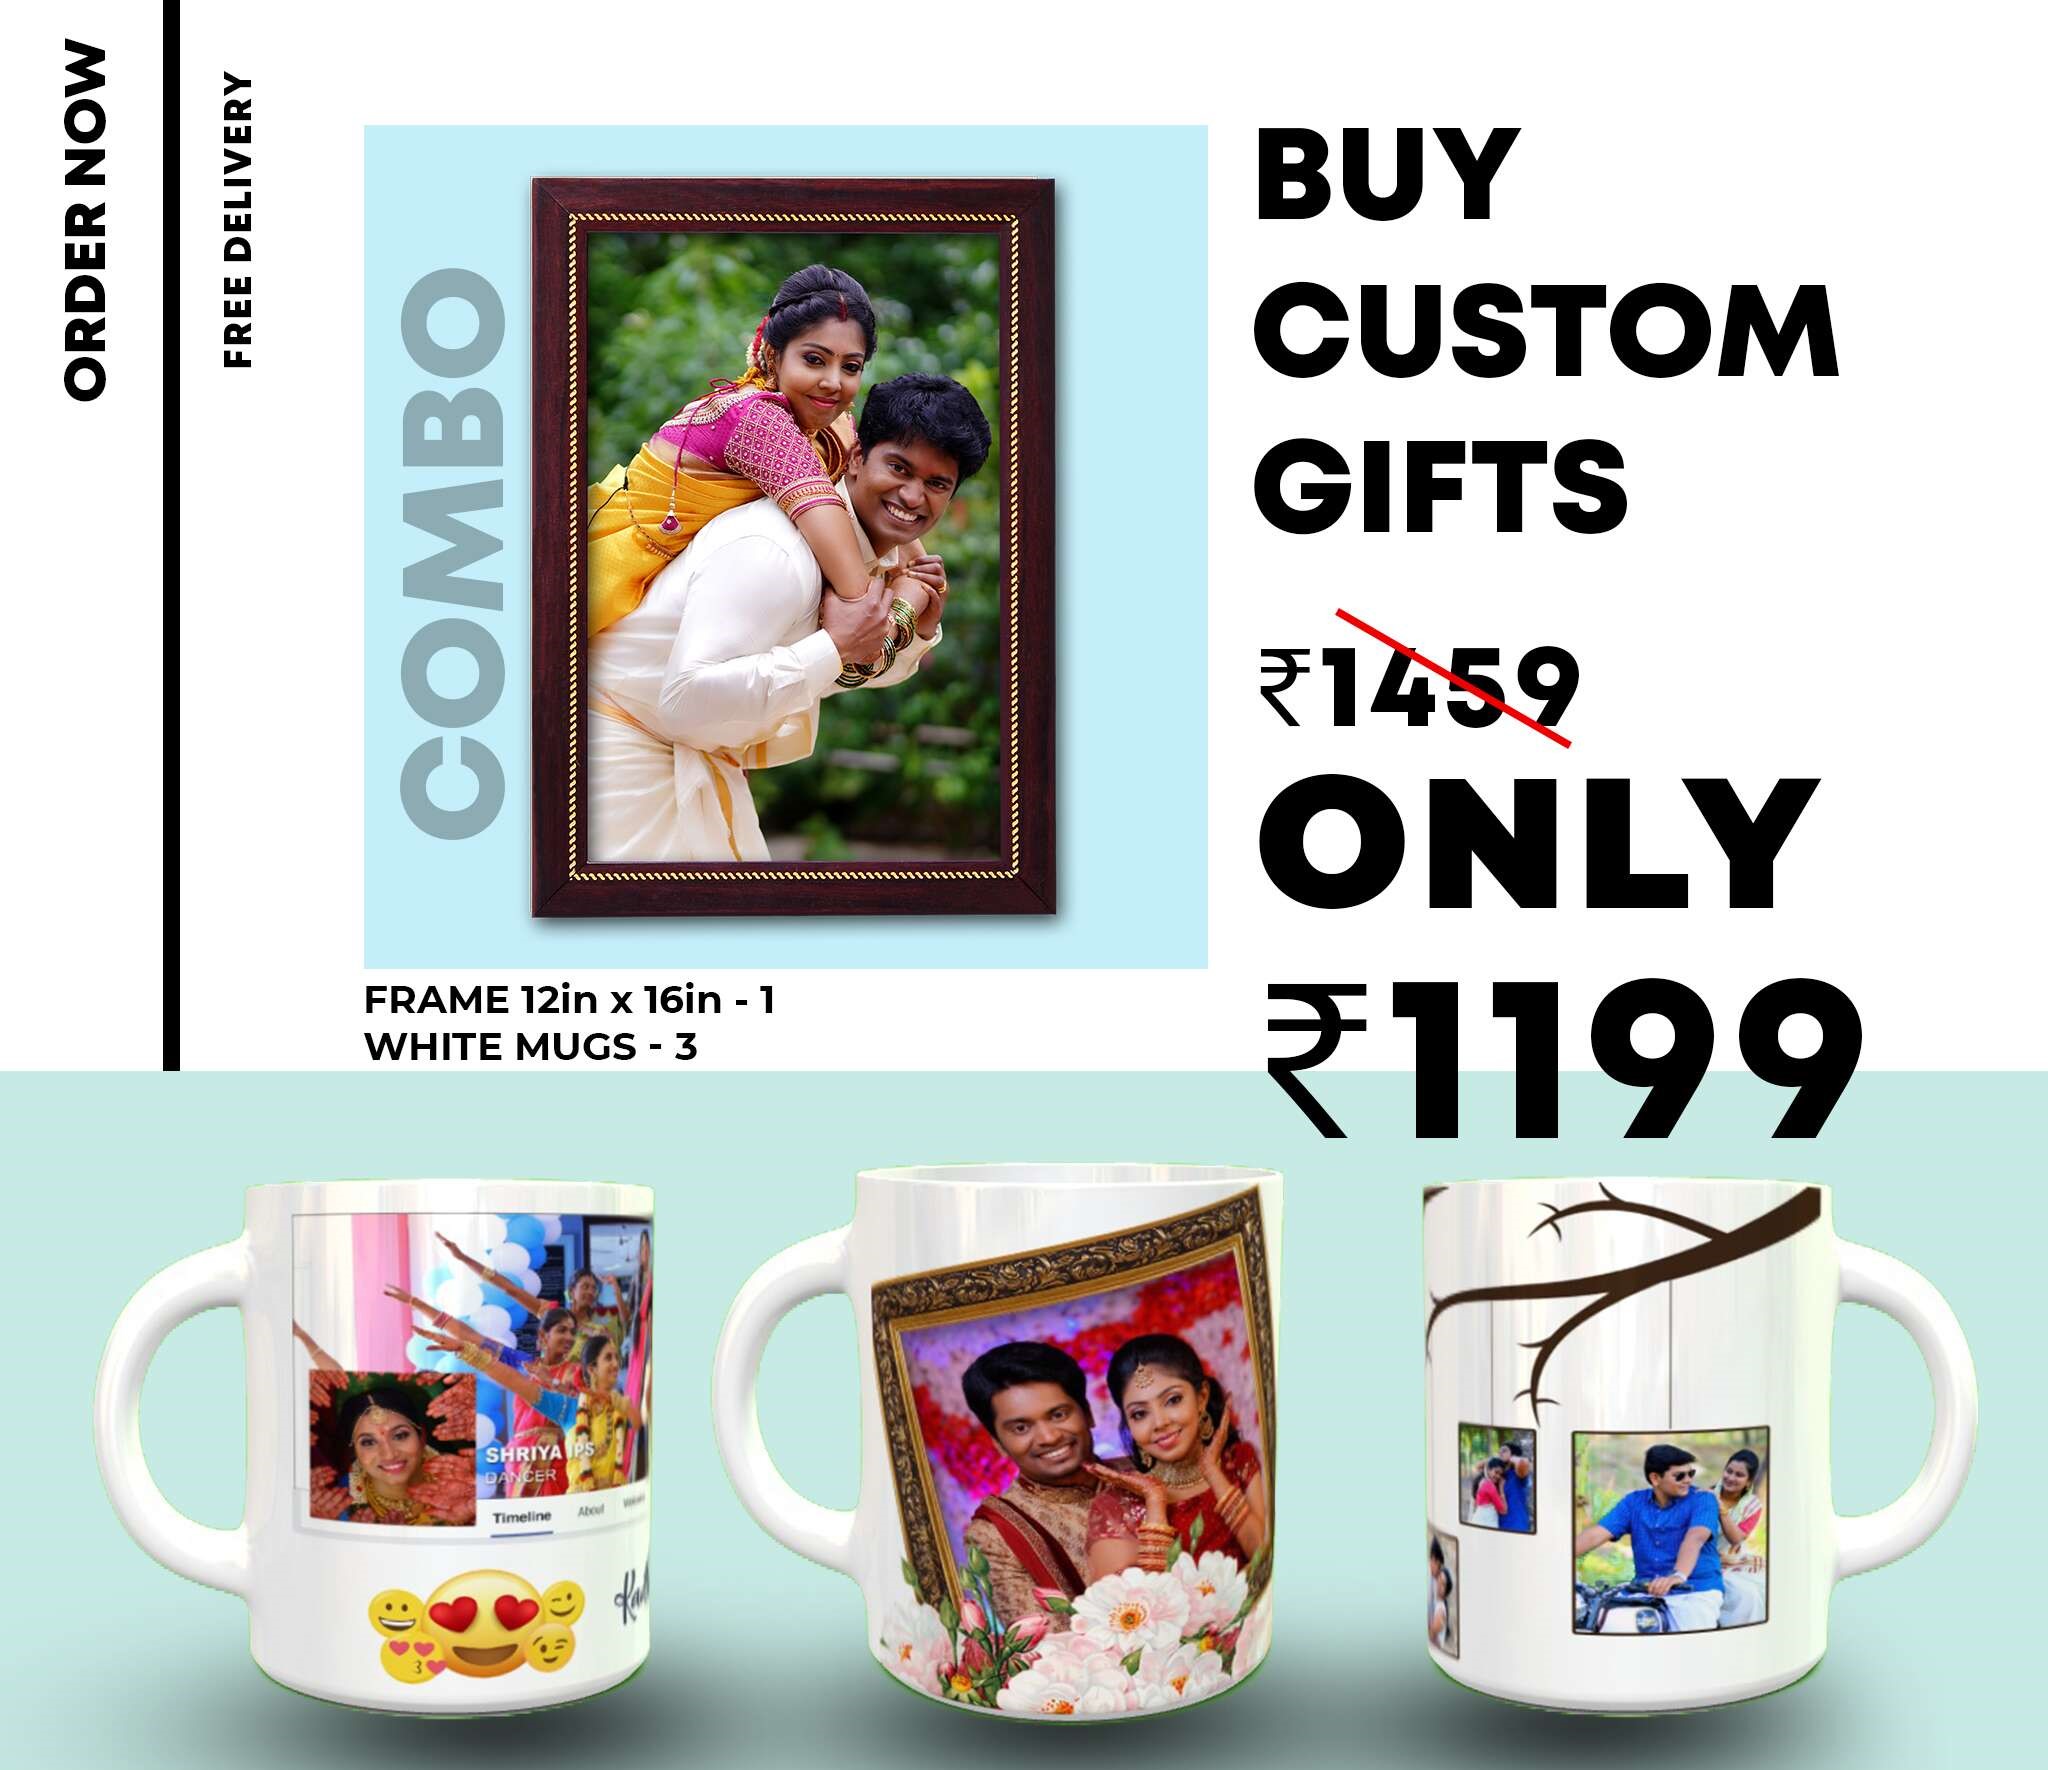 ORDER NOW
FREE DELIVERY
COMBO
BUY
CUSTOM
GIFTS
₹1459
ONLY
₹1199
FRAME 12in x 16in - 1
WHITE MUGS - 3
SHRIYA IPS
DANCER
Timeline About